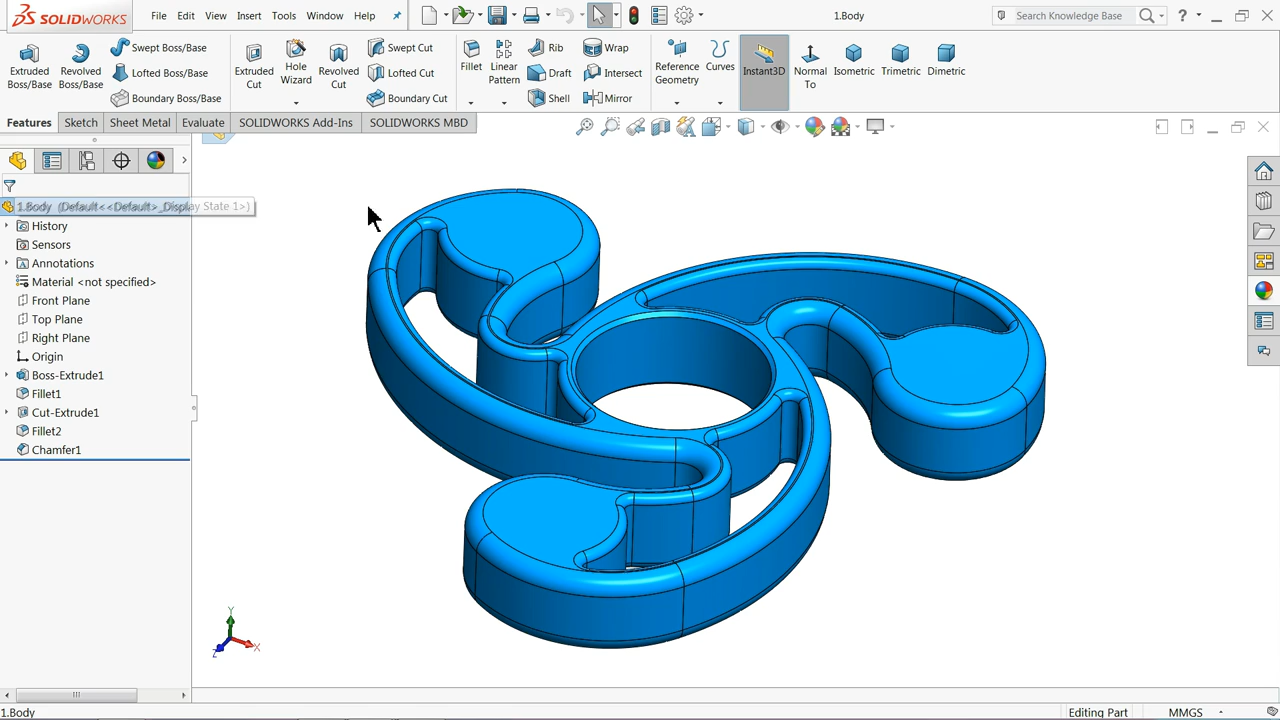 SOLIDWORKS
File Edit View Insert Tools Window Help
1.Body
Search Knowledge Base
?
Extruded Boss/Base
Revolved Boss/Base
Swept Boss/Base
Lofted Boss/Base
Boundary Boss/Base
Extruded Cut
Hole Wizard
Revolved Cut
Swept Cut
Lofted Cut
Boundary Cut
Fillet
Linear Pattern
Rib
Draft
Shell
Wrap
Intersect
Mirror
Reference Geometry
Curves
Instant3D
Normal To
Isometric
Trimetric
Dimetric
Features Sketch Sheet Metal Evaluate SOLIDWORKS Add-Ins SOLIDWORKS MBD
1.Body (Default<<Default>_Display State 1>)
History
Sensors
Annotations
Material <not specified>
Front Plane
Top Plane
Right Plane
Origin
Boss-Extrude1
Fillet1
Cut-Extrude1
Fillet2
Chamfer1
Y
X
Z
1.Body
Editing Part
MMGS